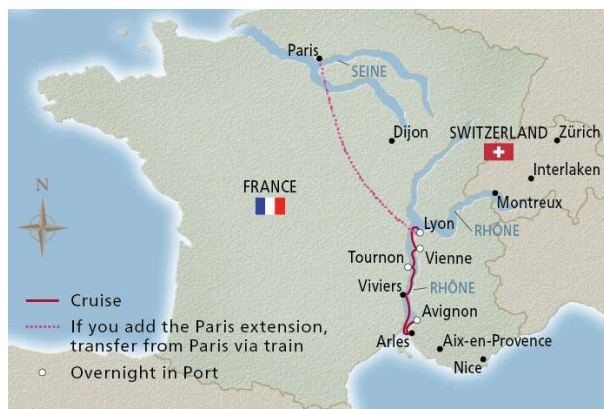 Paris
SEINE
Dijon
SWITZERLAND
Zürich
Interlaken
FRANCE
Montreux
N
Lyon
RHÔNE
Vienne
Tournon
Viviers
RHÔNE
Avignon
Arles
Aix-en-Provence
Nice
Cruise
If you add the Paris extension,
transfer from Paris via train
Overnight in Port